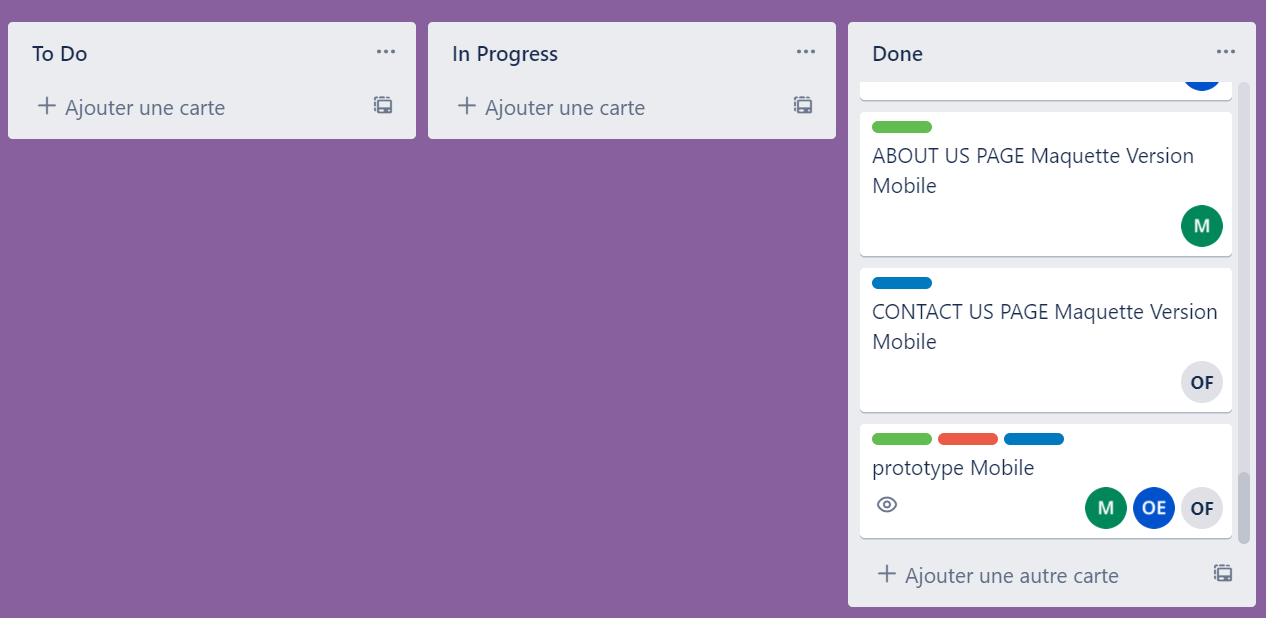 To Do
Ajouter une carte
In Progress
Ajouter une carte
Done
ABOUT US PAGE Maquette Version
Mobile
M
CONTACT US PAGE Maquette Version
Mobile
OF
prototype Mobile
M OE OF
Ajouter une autre carte